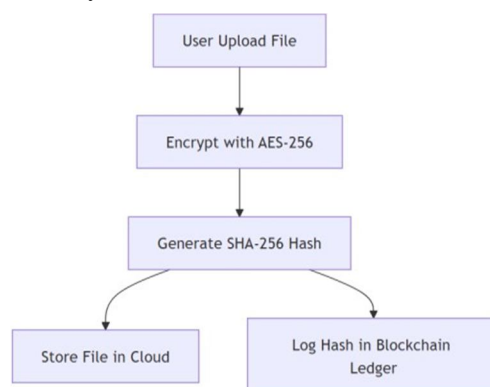 User Upload File
Encrypt with AES-256
Generate SHA-256 Hash
Store File in Cloud
Log Hash in Blockchain
Ledger